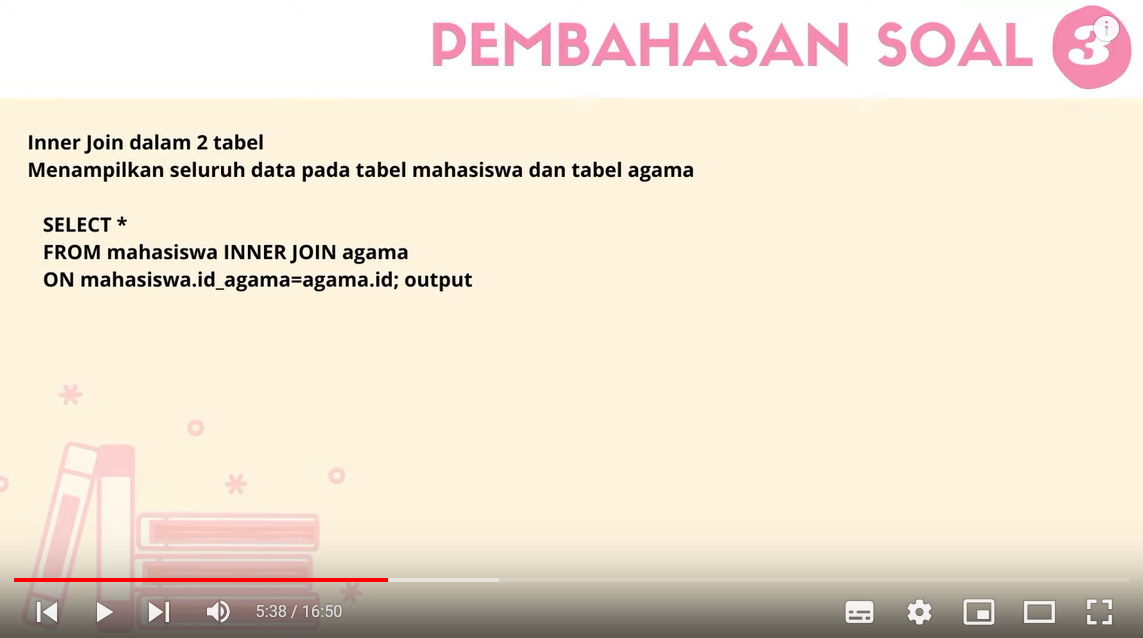 PEMBAHASAN SOAL 3
Inner Join dalam 2 tabel
Menampilkan seluruh data pada tabel mahasiswa dan tabel agama
SELECT *
FROM mahasiswa INNER JOIN agama
ON mahasiswa.id_agama=agama.id; output
5:38 / 16:50